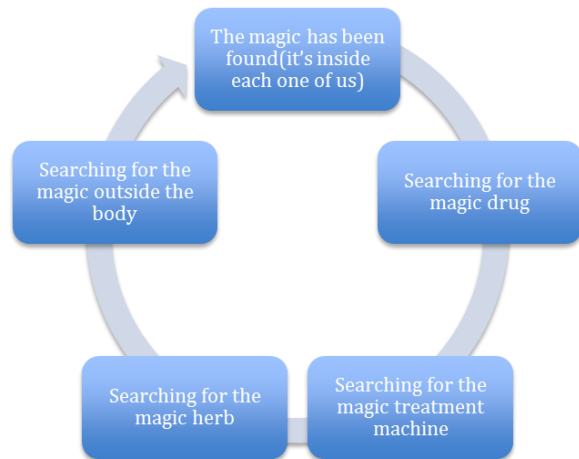 The magic has been
found(it's inside
each one of us)
Searching for the
magic drug
Searching for the
magic treatment
machine
Searching for the
magic herb
Searching for the
magic outside the
body